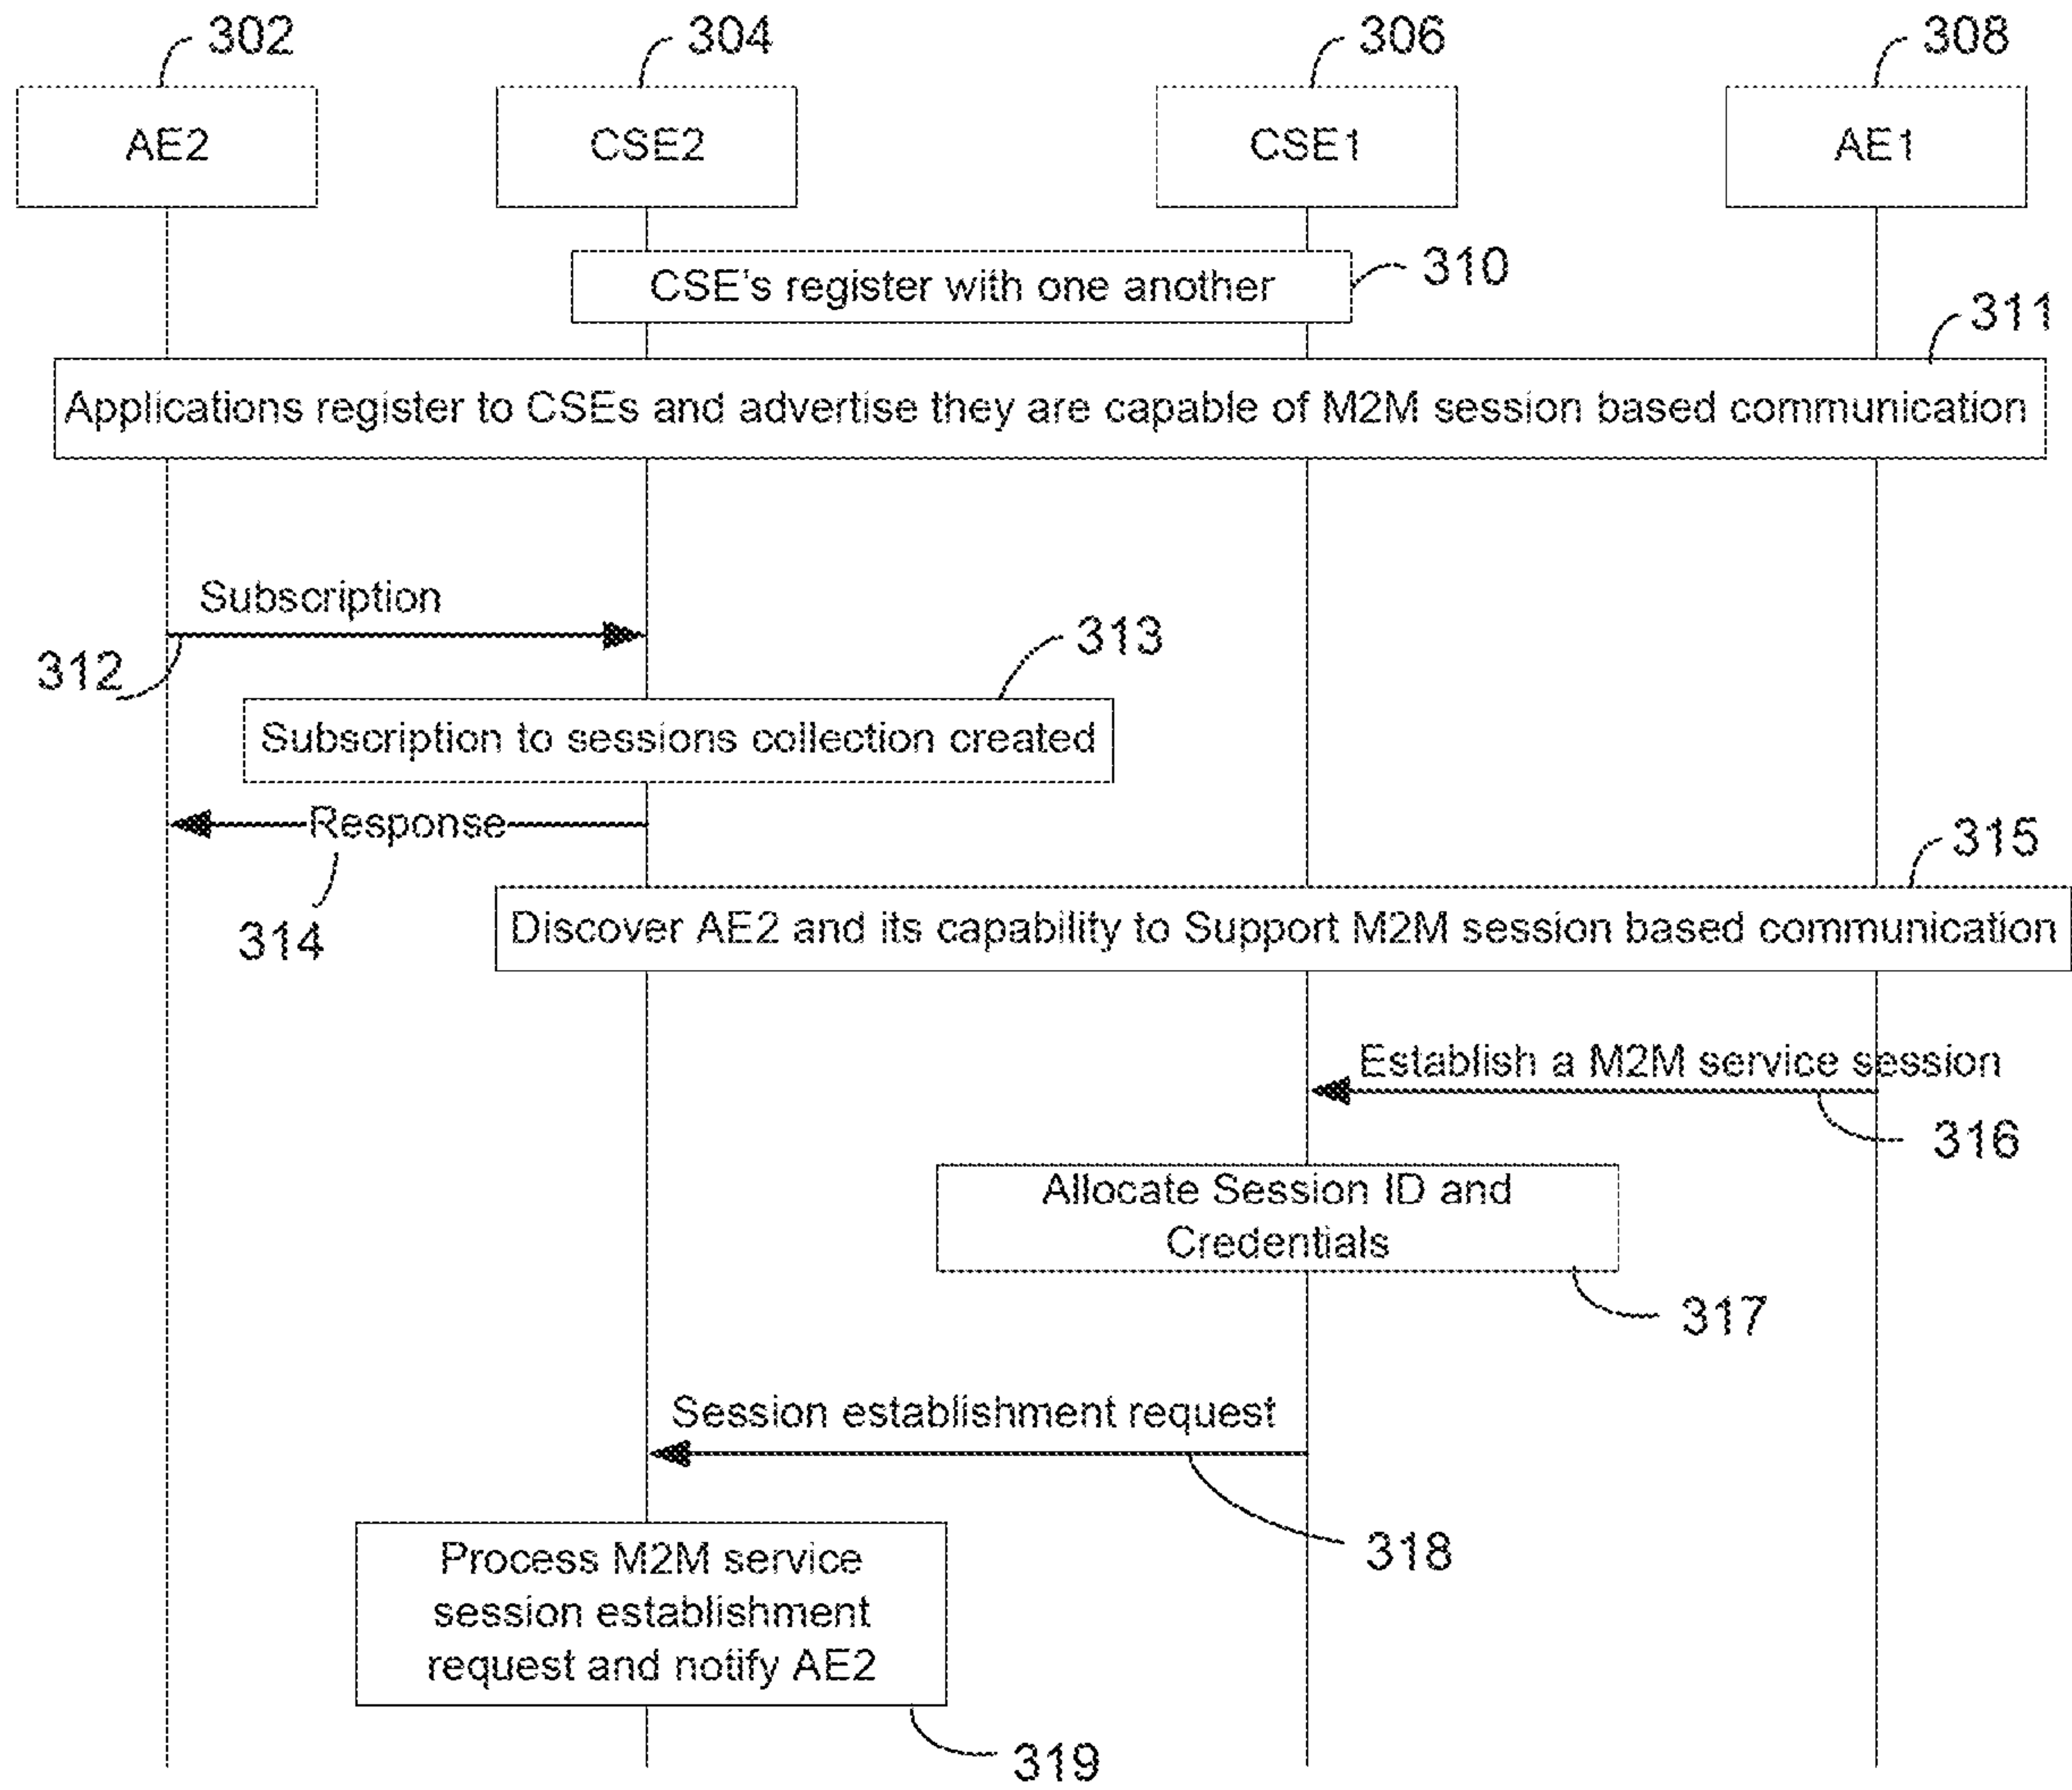 302
304
306
308
AE2
CSE2
CSE1
AE1
CSE's register with one another
310
311
Applications register to CSEs and advertise they are capable of M2M session based communication
Subscription
312
313
Subscription to sessions collection created
Response
314
315
Discover AE2 and its capability to Support M2M session based communication
Establish a M2M service session
316
Allocate Session ID and
Credentials
317
Session establishment request
318
Process M2M service
session establishment
request and notify AE2
319